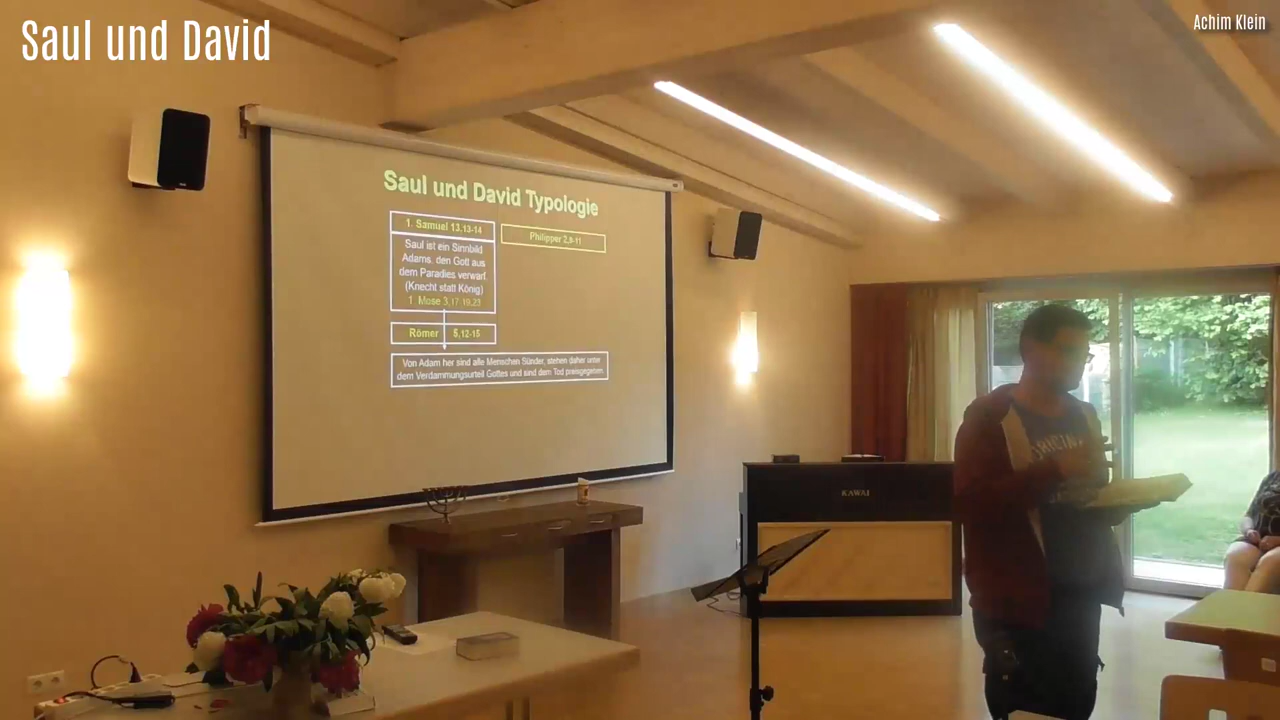 Saul und David
Achim Klein
Saul und David Typologie
1. Samuel 13,13-14
Philipper 2,8-11
Saul ist ein Sinnbild
Adams, den Gott aus
dem Paradies verwarf.
(Knecht statt König)
1. Mose 3,17-19,23
Römer 5,12-15
Von Adam her sind alle Menschen Sünder, stehen daher unter
dem Verdammungsurteil Gottes und sind dem Tod preisgegeben.
KAWAI